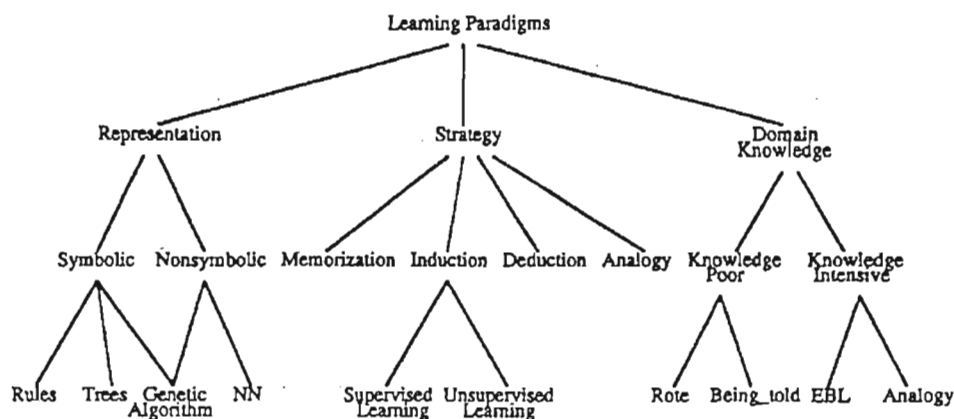 Learning Paradigms
Representation Strategy Domain
Knowledge
Symbolic Nonsymbolic Memorization Induction Deduction Analogy Knowledge Knowledge
Poor Intensive
Rules Trees Genetic NN Supervised Unsupervised Rote Being_told EBL Analogy
Algorithm Learning Learning